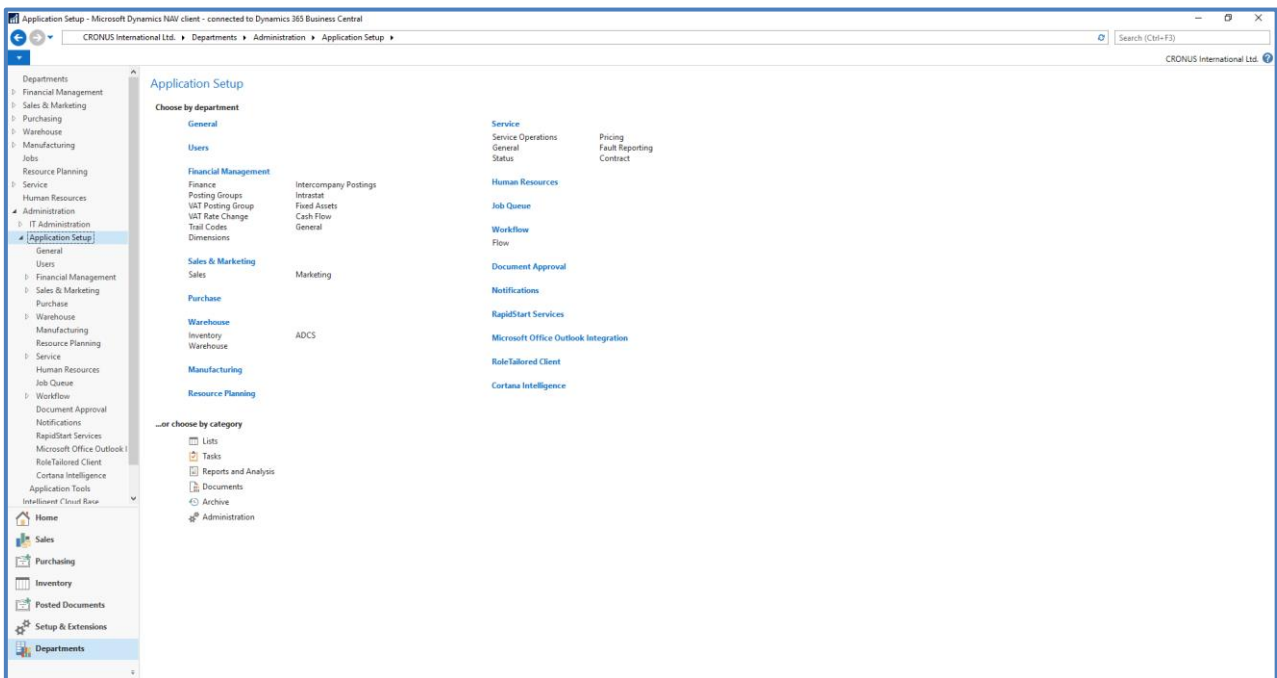 Application Setup - Microsoft Dynamics NAV client - connected to Dynamics 365 Business Central
CRONUS International Ltd. Departments Administration Application Setup
Search (Ctrl+F3)
CRONUS International Ltd.
Departments
Financial Management
Sales & Marketing
Purchasing
Warehouse
Manufacturing
Jobs
Resource Planning
Service
Human Resources
Administration
IT Administration
Application Setup
General
Users
Financial Management
Sales & Marketing
Purchase
Warehouse
Manufacturing
Resource Planning
Service
Human Resources
Job Queue
Workflow
Document Approval
Notifications
RapidStart Services
Microsoft Office Outlook I
RoleTailored Client
Cortana Intelligence
Application Tools
Intelligent Cloud Base
Home
Sales
Purchasing
Inventory
Posted Documents
Setup & Extensions
Departments
Application Setup
Choose by department
General
Users
Financial Management
Finance Intercompany Postings
Posting Groups Intrastat
VAT Posting Group Fixed Assets
VAT Rate Change Cash Flow
Trail Codes General
Dimensions
Sales & Marketing
Sales Marketing
Purchase
Warehouse
Inventory ADCS
Warehouse
Manufacturing
Resource Planning
Service
Service Operations Pricing
General Fault Reporting
Status Contract
Human Resources
Job Queue
Workflow
Flow
Document Approval
Notifications
RapidStart Services
Microsoft Office Outlook Integration
RoleTailored Client
Cortana Intelligence
...or choose by category
Lists
Tasks
Reports and Analysis
Documents
Archive
Administration